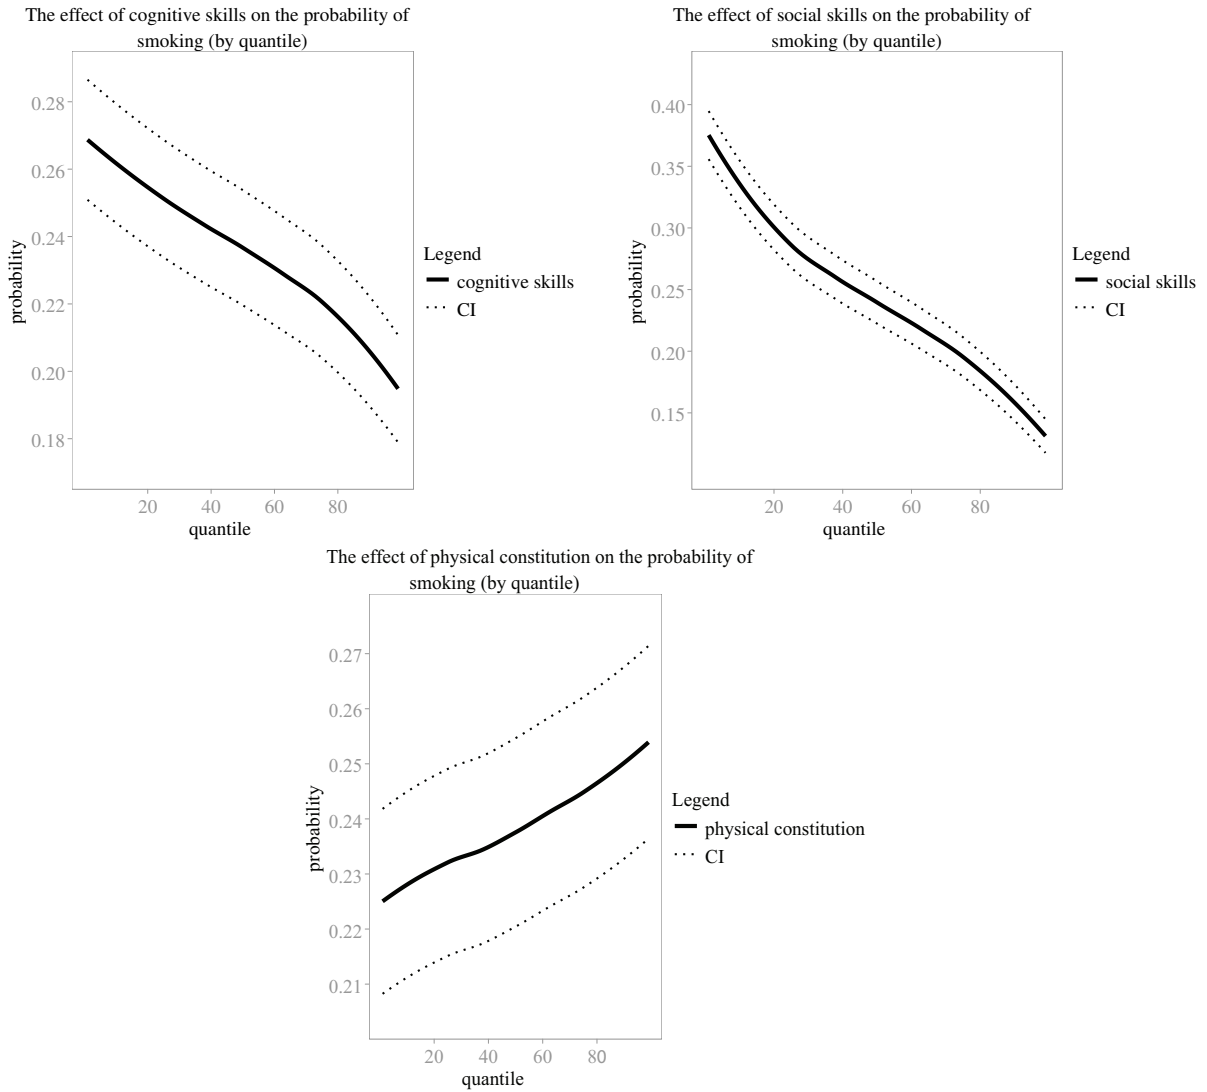 The effect of cognitive skills on the probability of
smoking (by quantile)
0.28
0.26
0.24
0.22
0.20
0.18
probability
20 40 60 80
quantile
Legend
cognitive skills
CI
The effect of social skills on the probability of
smoking (by quantile)
0.40
0.35
0.30
0.25
0.20
0.15
probability
20 40 60 80
quantile
Legend
social skills
CI
The effect of physical constitution on the probability of
smoking (by quantile)
0.27
0.26
0.25
0.24
0.23
0.22
0.21
probability
20 40 60 80
quantile
Legend
physical constitution
CI